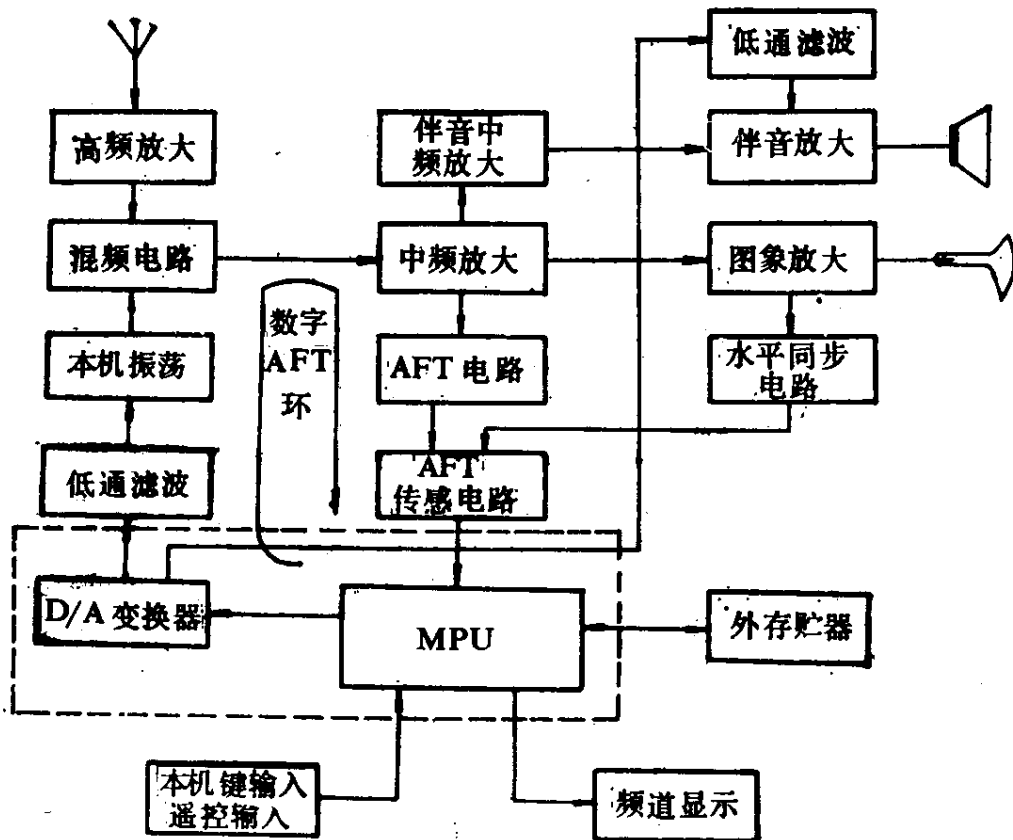 低通滤波
高频放大
伴音中
频放大
伴音放大
混频电路
中频放大
图象放大
数字
AFT
环
本机振荡
AFT电路
水平同步
电路
低通滤波
AFT
传感电路
D/A变换器
MPU
外存贮器
本机键输入
遥控输入
频道显示